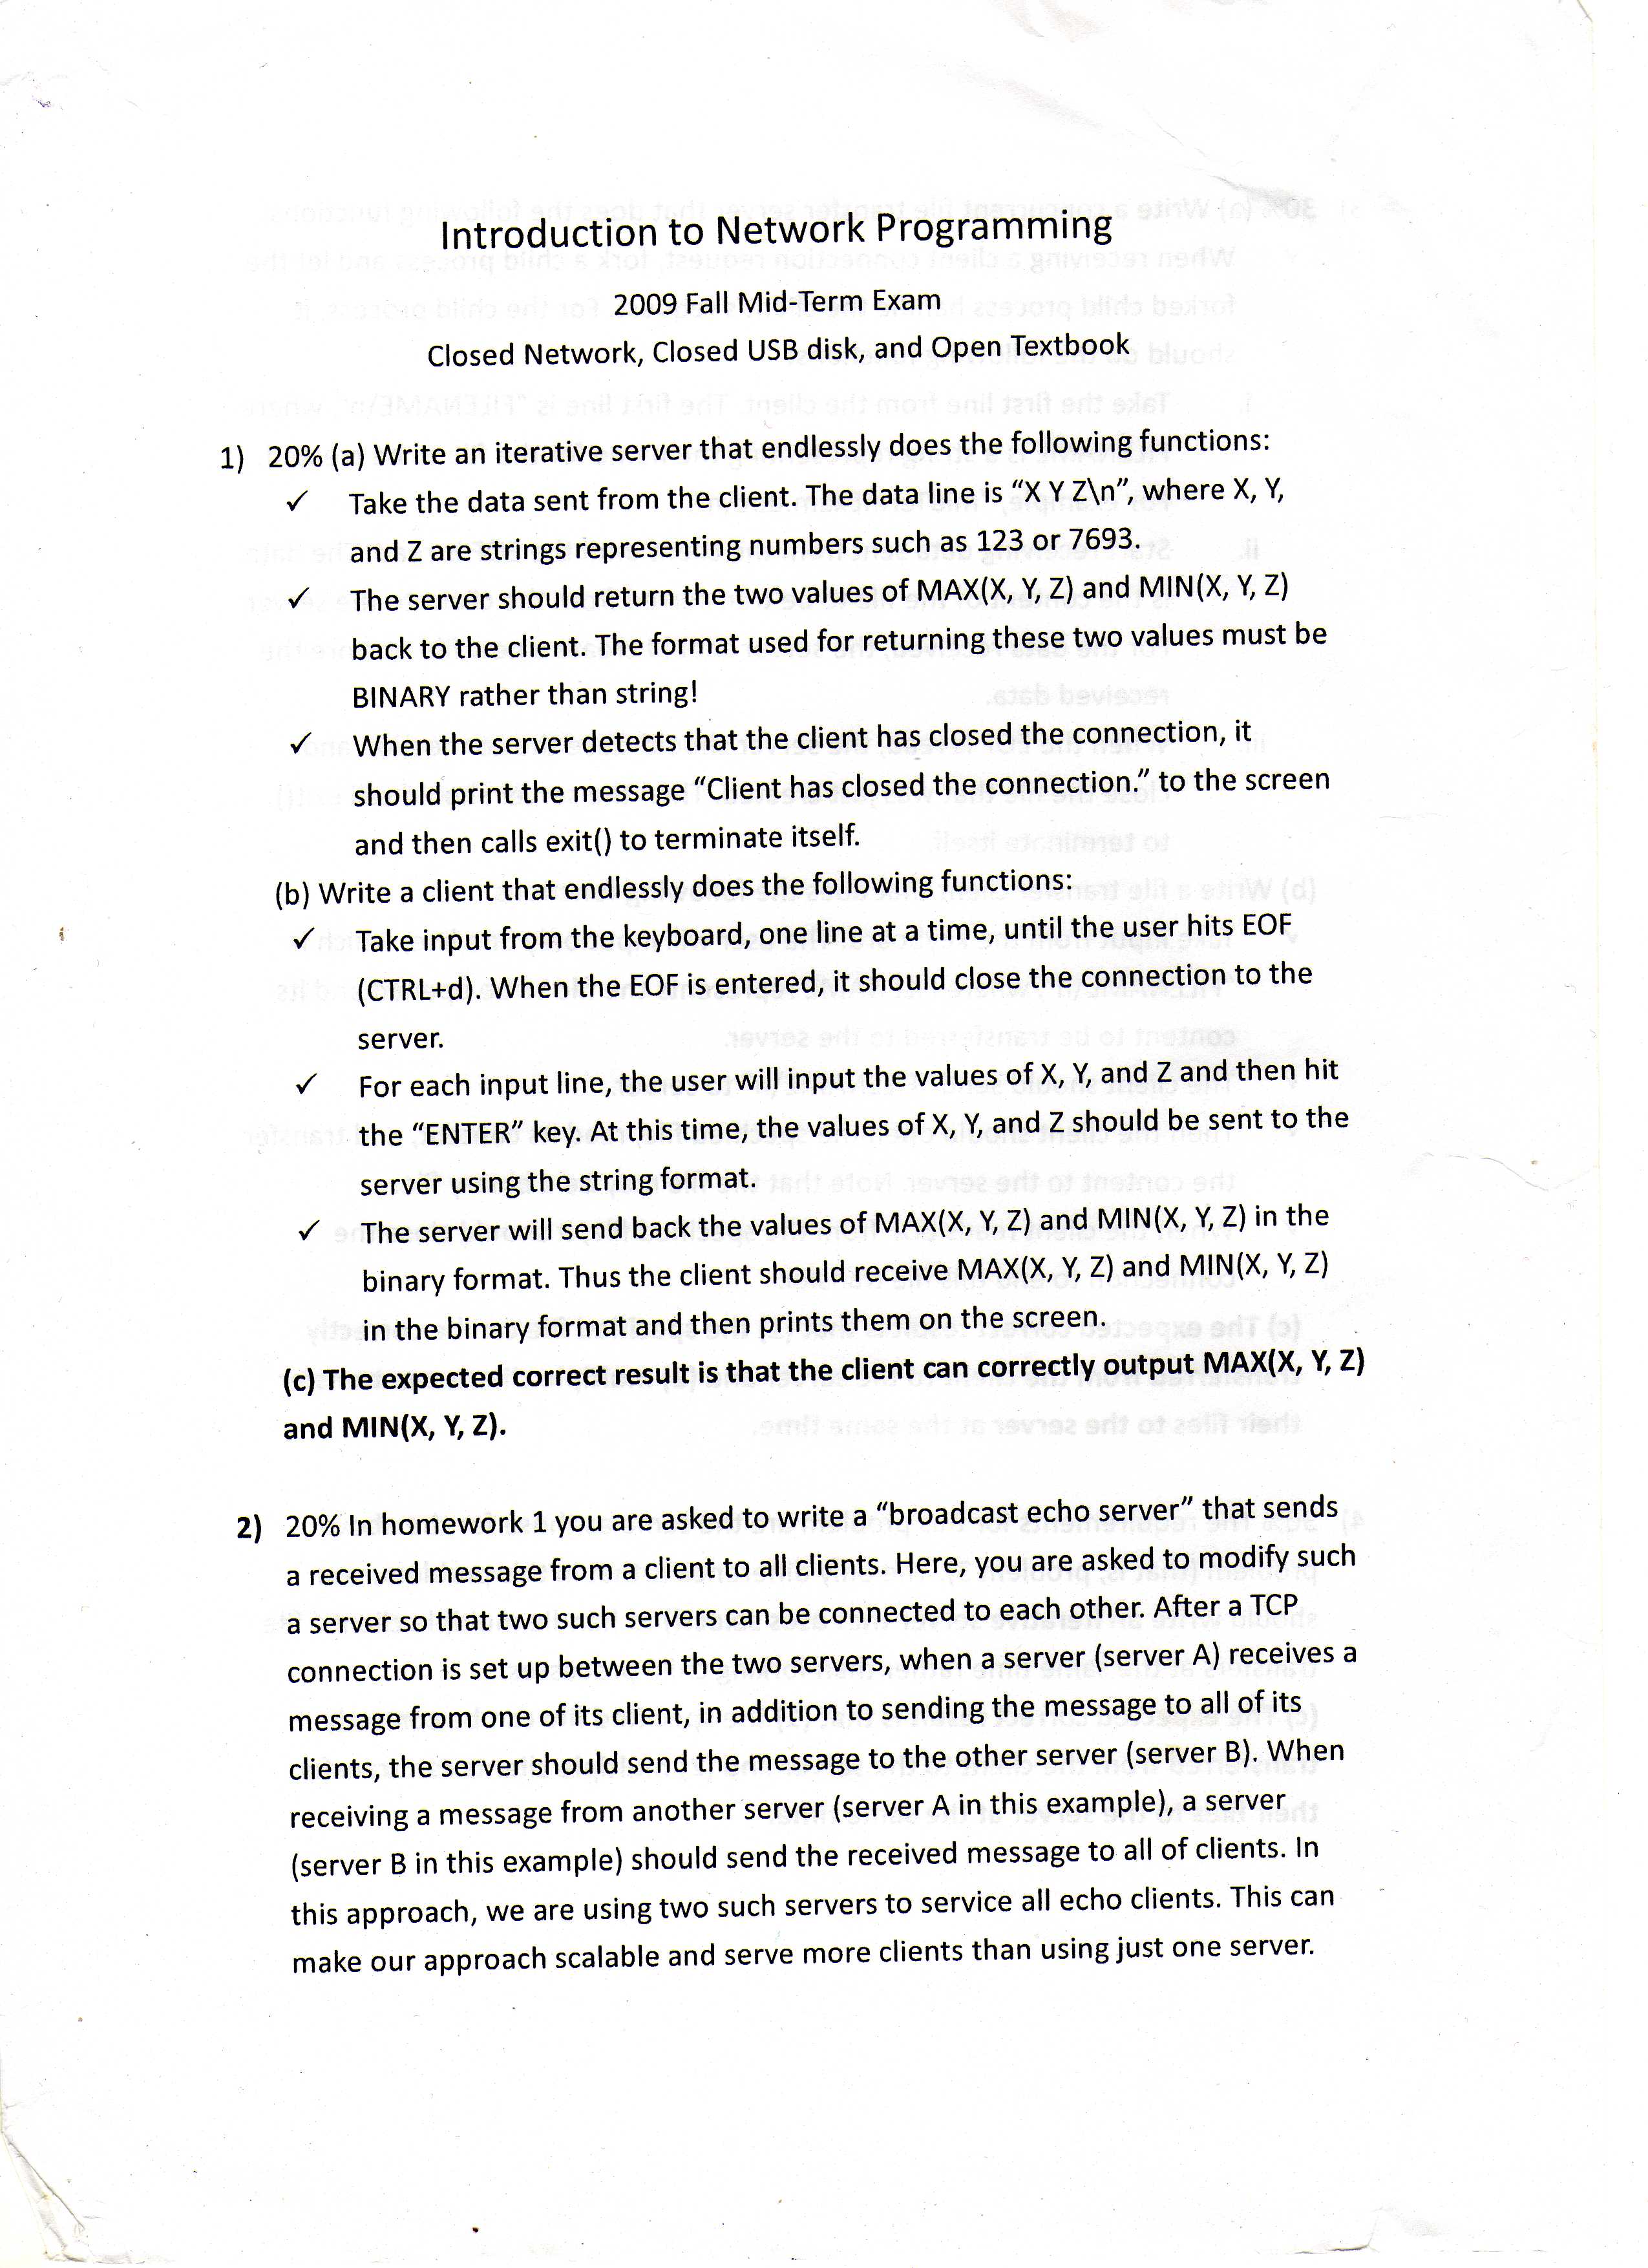 Introduction to Network Programming
2009 Fall Mid-Term Exam
Closed Network, Closed USB disk, and Open Textbook
1) 20% (a) Write an iterative server that endlessly does the following functions:
✓ Take the data sent from the client. The data line is “X Y Z\n”, where X, Y,
and Z are strings representing numbers such as 123 or 7693.
✓ The server should return the two values of MAX(X, Y, Z) and MIN(X, Y, Z)
back to the client. The format used for returning these two values must be
BINARY rather than string!
✓ When the server detects that the client has closed the connection, it
should print the message “Client has closed the connection.” to the screen
and then calls exit() to terminate itself.
(b) Write a client that endlessly does the following functions:
✓ Take input from the keyboard, one line at a time, until the user hits EOF
(CTRL+d). When the EOF is entered, it should close the connection to the
server.
✓ For each input line, the user will input the values of X, Y, and Z and then hit
the “ENTER” key. At this time, the values of X, Y, and Z should be sent to the
server using the string format.
✓ The server will send back the values of MAX(X, Y, Z) and MIN(X, Y, Z) in the
binary format. Thus the client should receive MAX(X, Y, Z) and MIN(X, Y, Z)
in the binary format and then prints them on the screen.
(c) The expected correct result is that the client can correctly output MAX(X, Y, Z)
and MIN(X, Y, Z).
2) 20% In homework 1 you are asked to write a “broadcast echo server” that sends
a received message from a client to all clients. Here, you are asked to modify such
a server so that two such servers can be connected to each other. After a TCP
connection is set up between the two servers, when a server (server A) receives a
message from one of its client, in addition to sending the message to all of its
clients, the server should send the message to the other server (server B). When
receiving a message from another server (server A in this example), a server
(server B in this example) should send the received message to all of clients. In
this approach, we are using two such servers to service all echo clients. This can
make our approach scalable and serve more clients than using just one server.